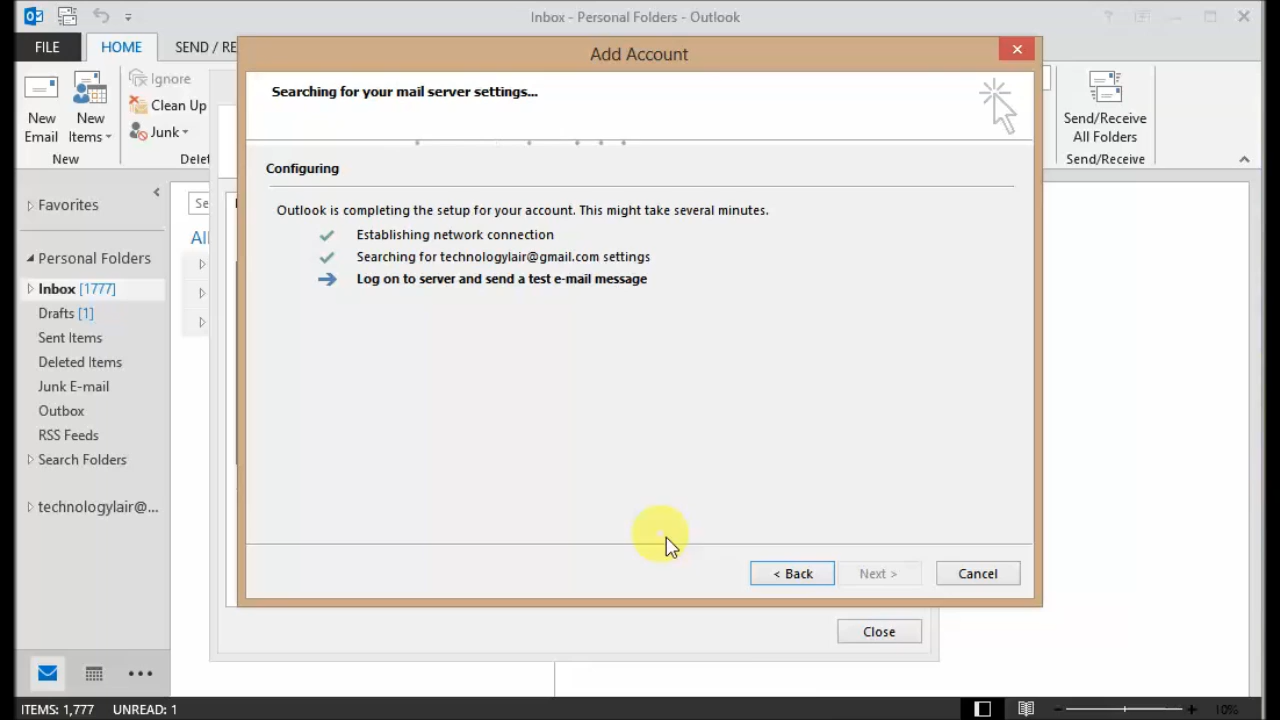 Inbox - Personal Folders - Outlook
FILE
HOME
SEND / RE
Ignore
Clean Up
Junk
New
Email
New
Items
New
Delet
Send/Receive
All Folders
Send/Receive
Favorites
Personal Folders
Inbox [1777]
Drafts [1]
Sent Items
Deleted Items
Junk E-mail
Outbox
RSS Feeds
Search Folders
technologylair@...
Se
All
Add Account
Searching for your mail server settings...
Configuring
Outlook is completing the setup for your account. This might take several minutes.
Establishing network connection
Searching for technologylair@gmail.com settings
Log on to server and send a test e-mail message
< Back
Next >
Cancel
Close
ITEMS: 1,777
UNREAD: 1
10%